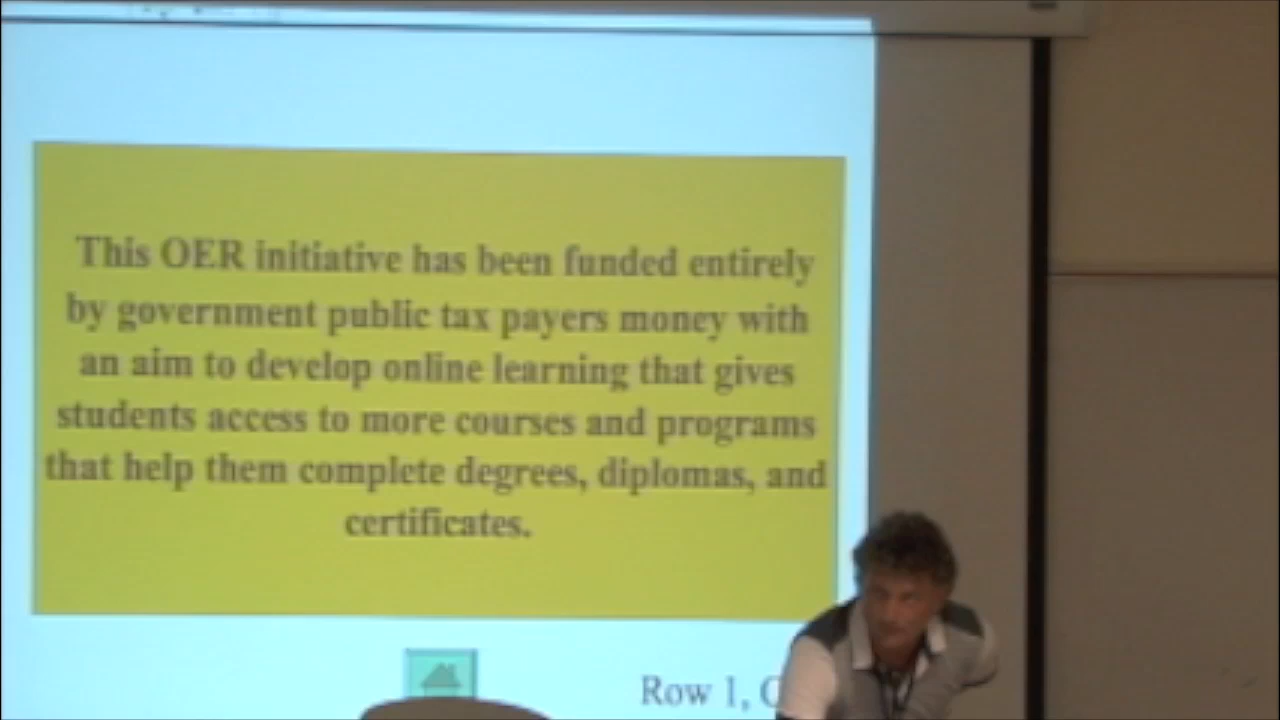 This OER initiative has been funded entirely
by government public tax payers money with
an aim to develop online learning that gives
students access to more courses and programs
that help them complete degrees, diplomas, and
certificates.
Row 1, C